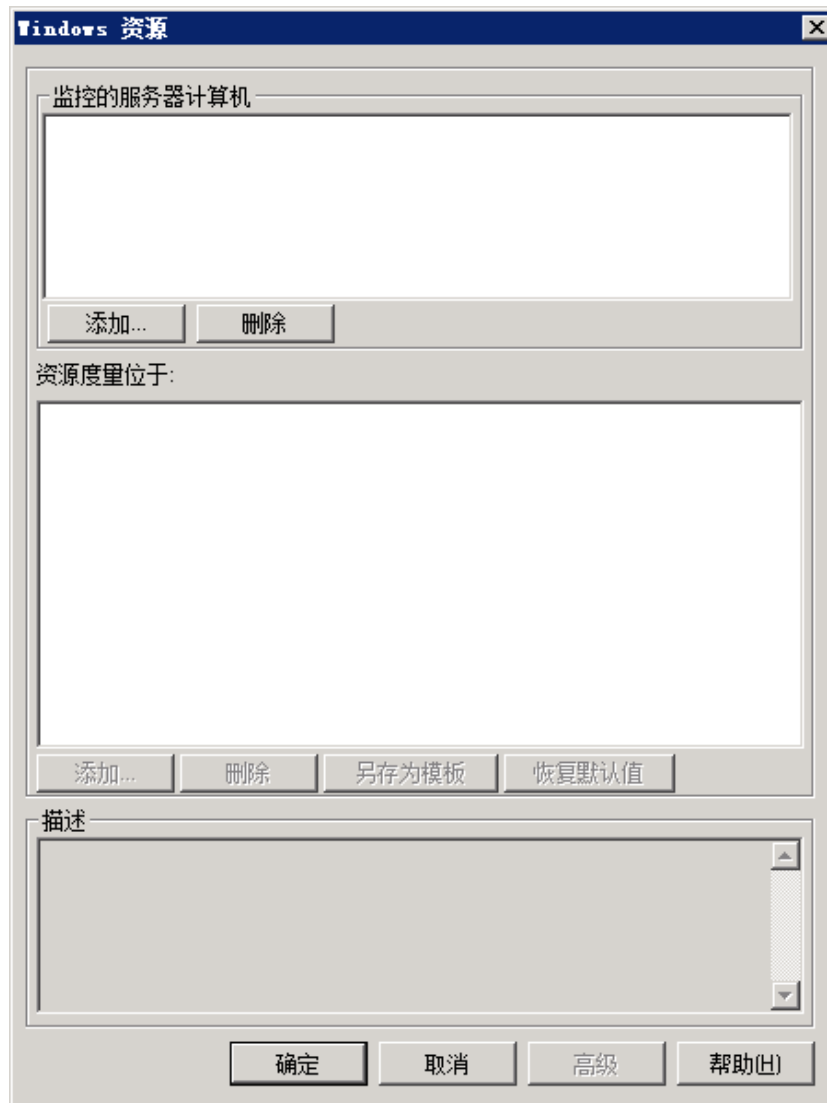 Windows 资源
监控的服务器计算机
添加... 删除
资源度量位于:
添加... 删除 另存为模板 恢复默认值
描述
确定 取消 高级 帮助(H)